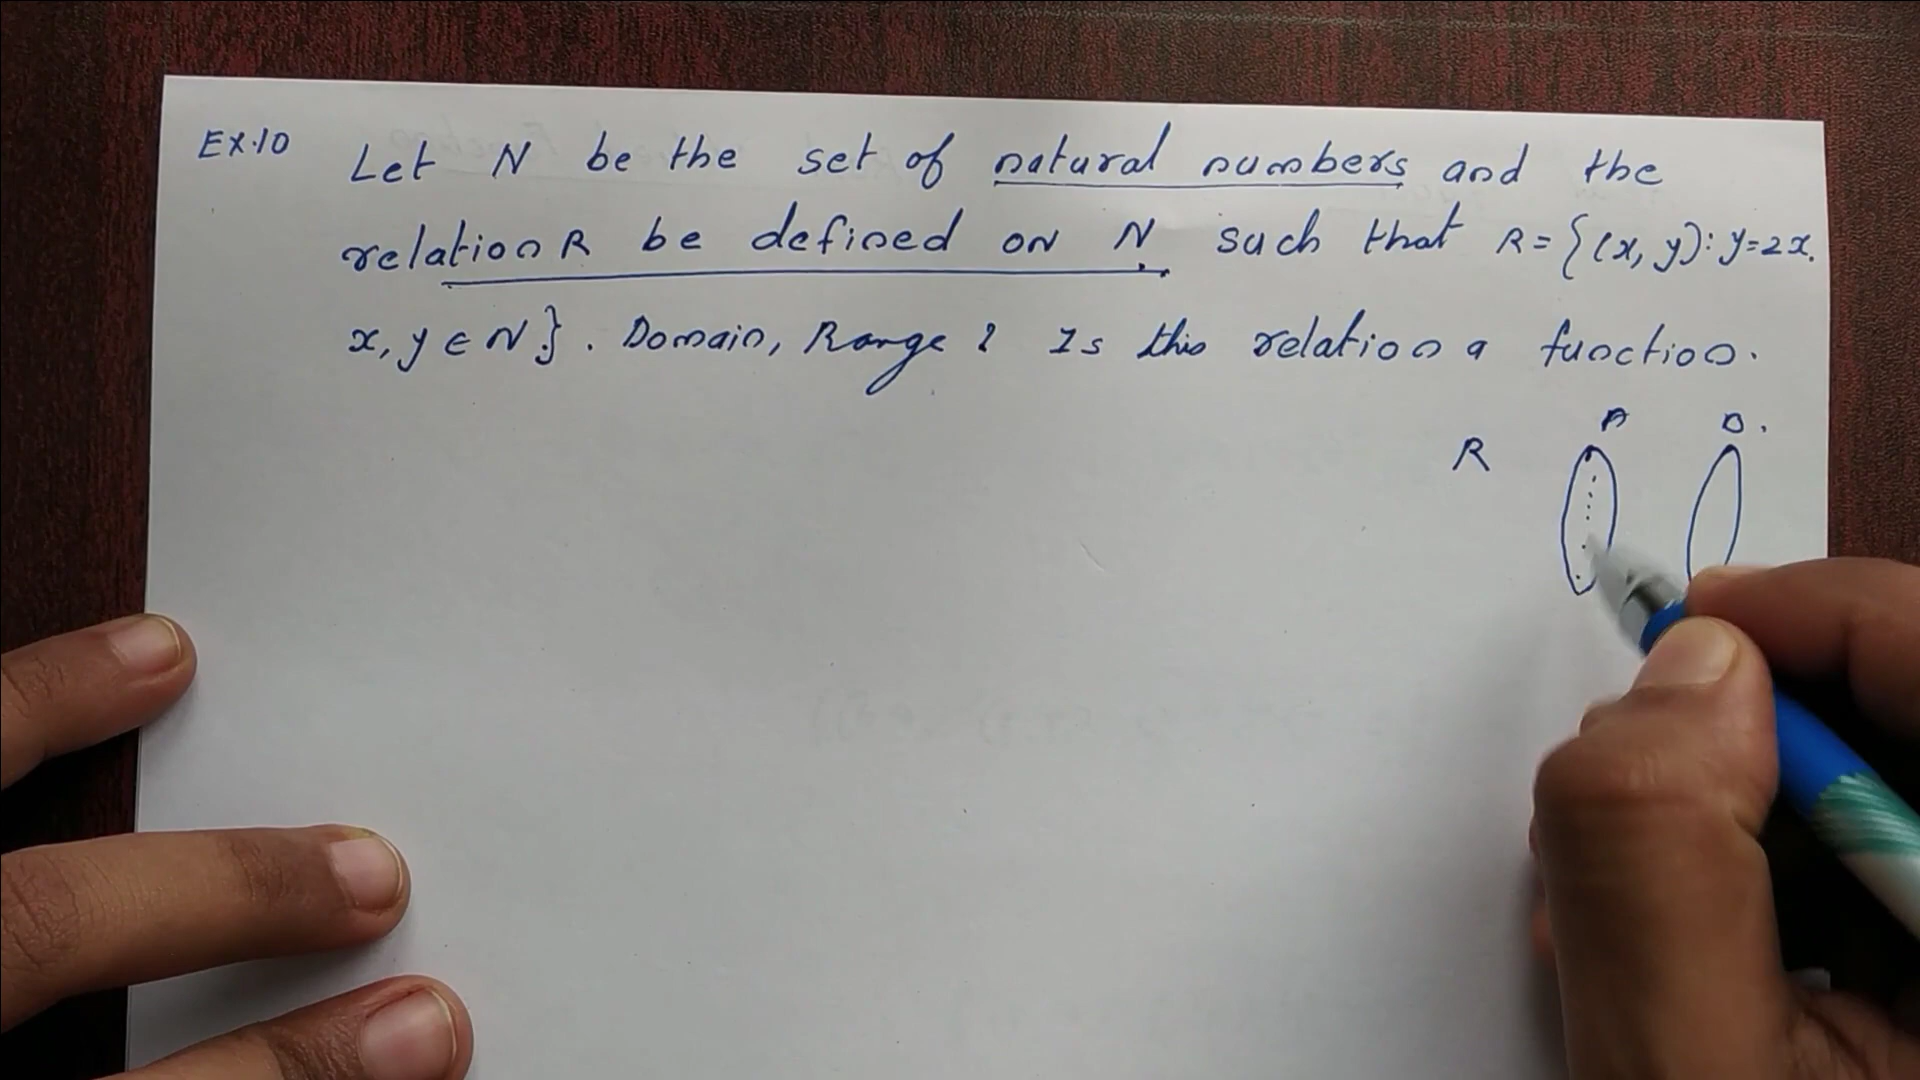 Ex.10 Let N be the set of natural numbers and the
relation R be defined on N such that R = {(x, y): y=2x.
x, y ∈ N}. Domain, Range ? Is this relation a function.
A B.
R